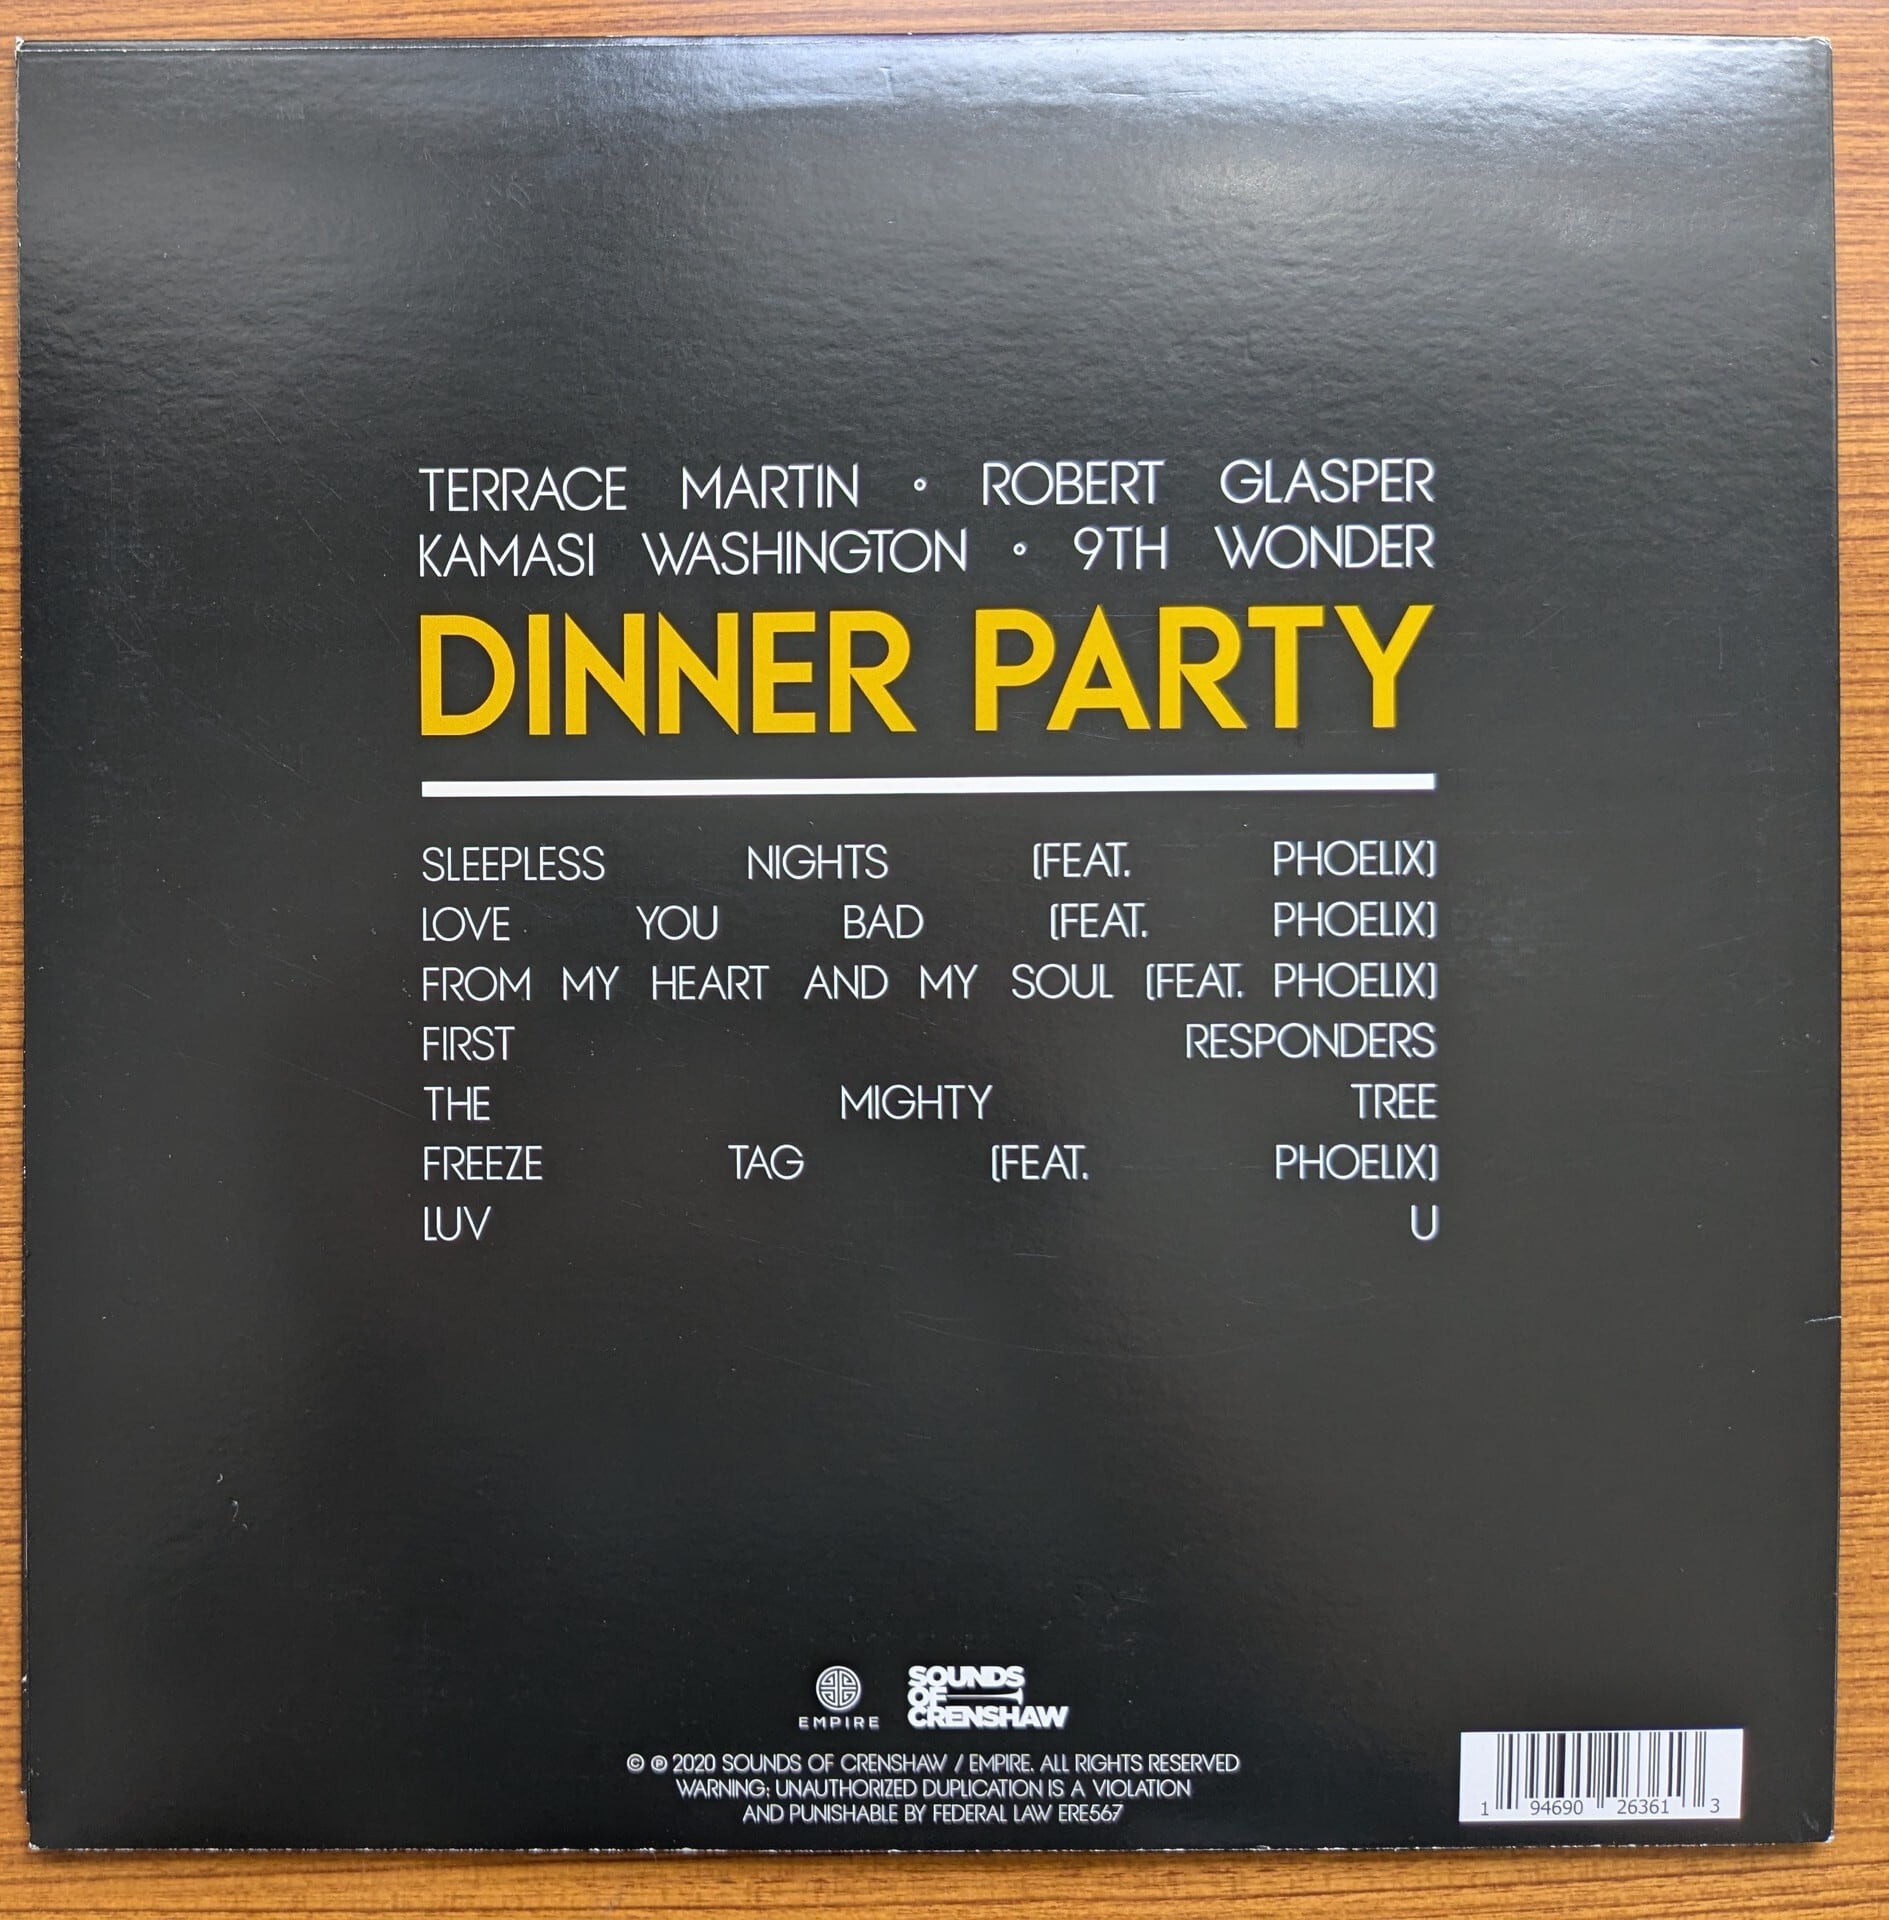 TERRACE MARTIN ° ROBERT GLASPER
KAMASI WASHINGTON ° 9TH WONDER
DINNER PARTY
SLEEPLESS NIGHTS (FEAT. PHOELIX)
LOVE YOU BAD (FEAT. PHOELIX)
FROM MY HEART AND MY SOUL (FEAT. PHOELIX)
FIRST RESPONDERS
THE MIGHTY TREE
FREEZE TAG (FEAT. PHOELIX)
LUV U
EMPIRE
SOUNDS
OF
CRENSHAW
© ℗ 2020 SOUNDS OF CRENSHAW / EMPIRE. ALL RIGHTS RESERVED
WARNING: UNAUTHORIZED DUPLICATION IS A VIOLATION
AND PUNISHABLE BY FEDERAL LAW ERE567
1 94690 26361 3